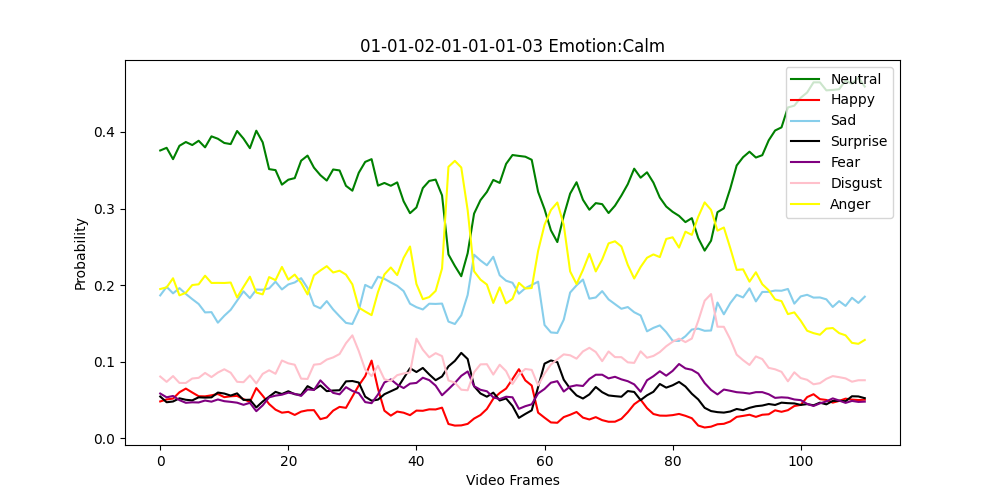 01-01-02-01-01-01-03 Emotion:Calm
Neutral
Happy
Sad
Surprise
Fear
Disgust
Anger
Probability
0.4
0.3
0.2
0.1
0.0
0 20 40 60 80 100
Video Frames